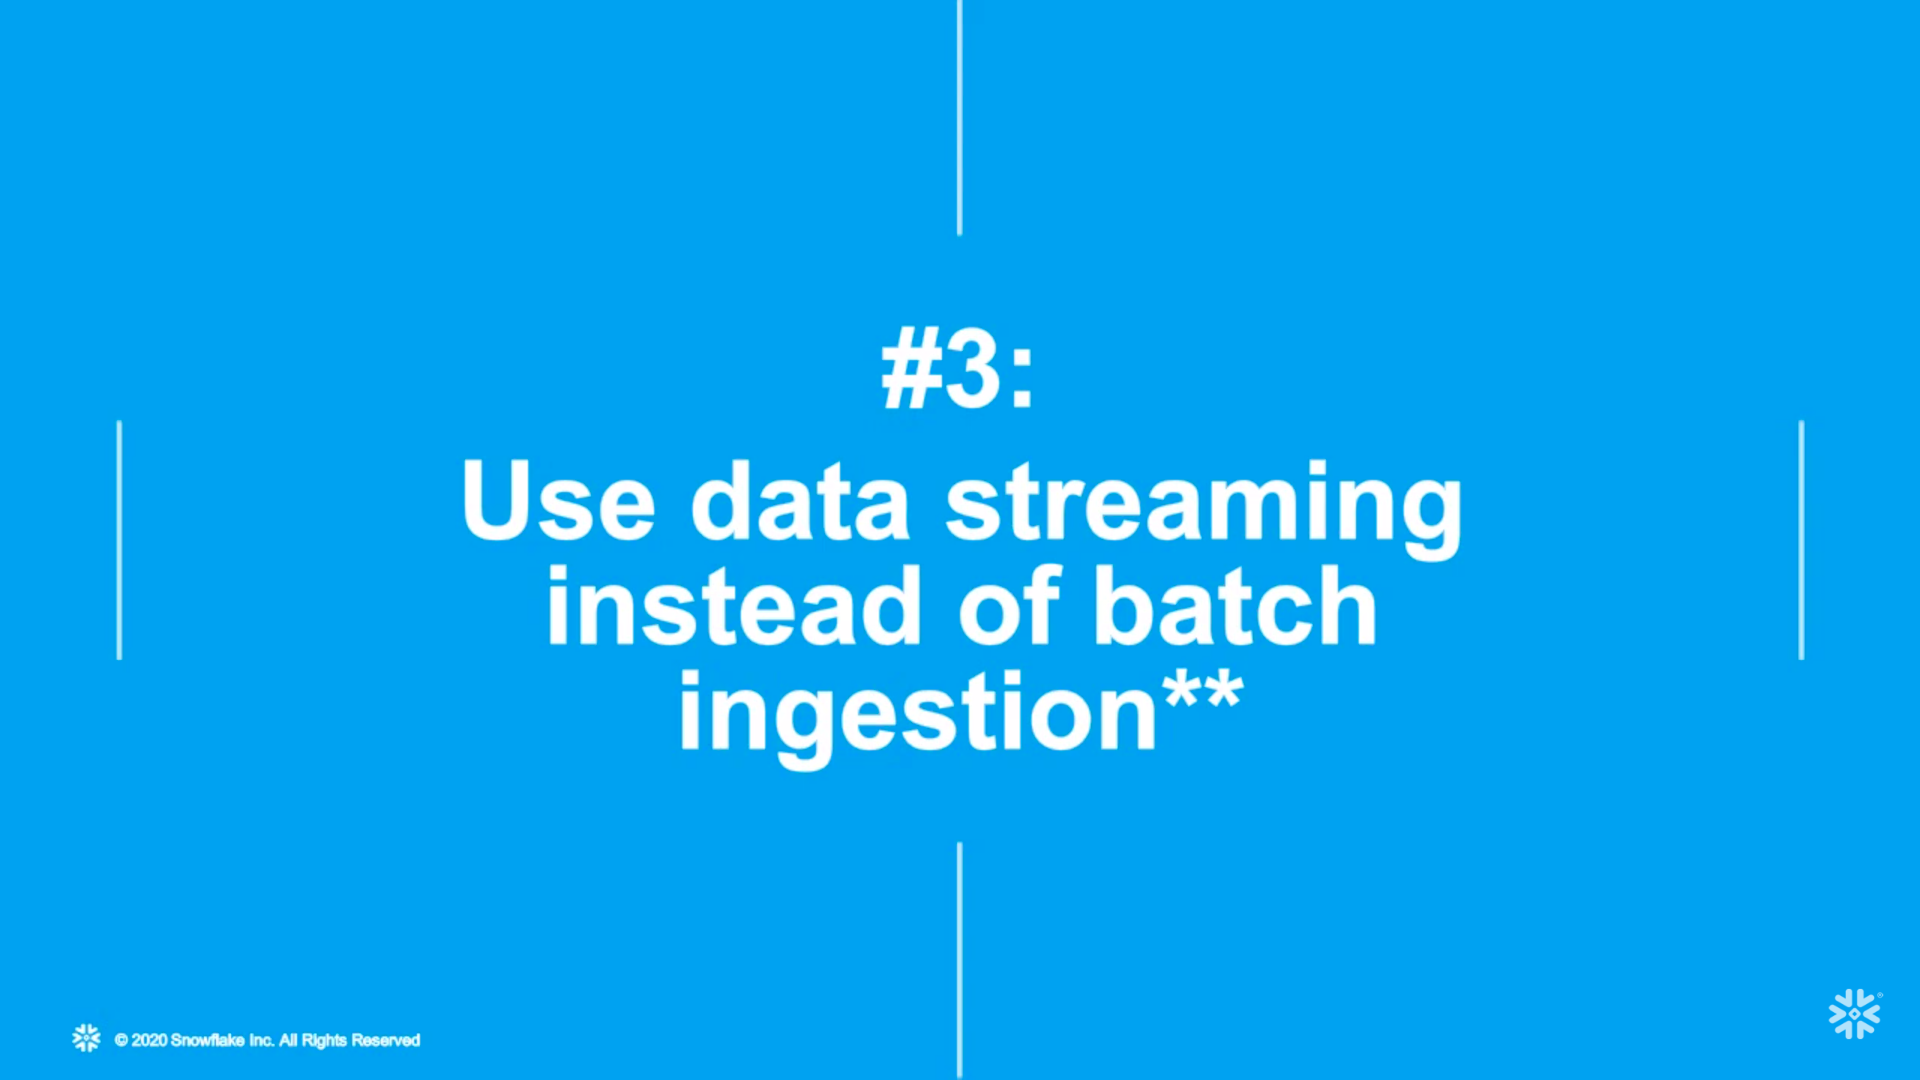 #3:
Use data streaming
instead of batch
ingestion**
© 2020 Snowflake Inc. All Rights Reserved
®